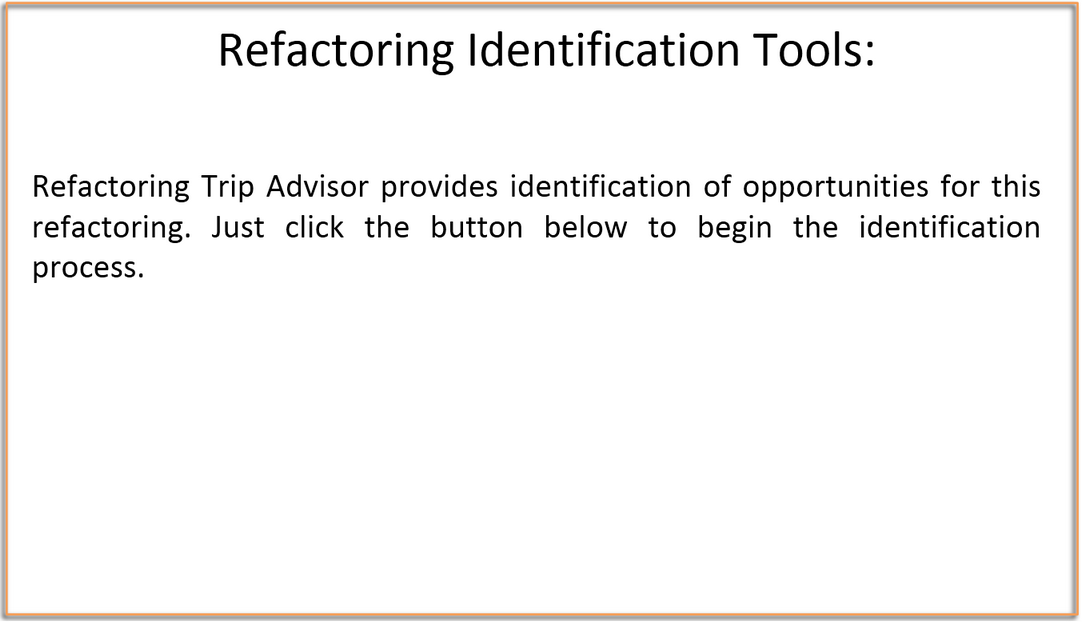 Refactoring Identification Tools:
Refactoring Trip Advisor provides identification of opportunities for this
refactoring. Just click the button below to begin the identification
process.